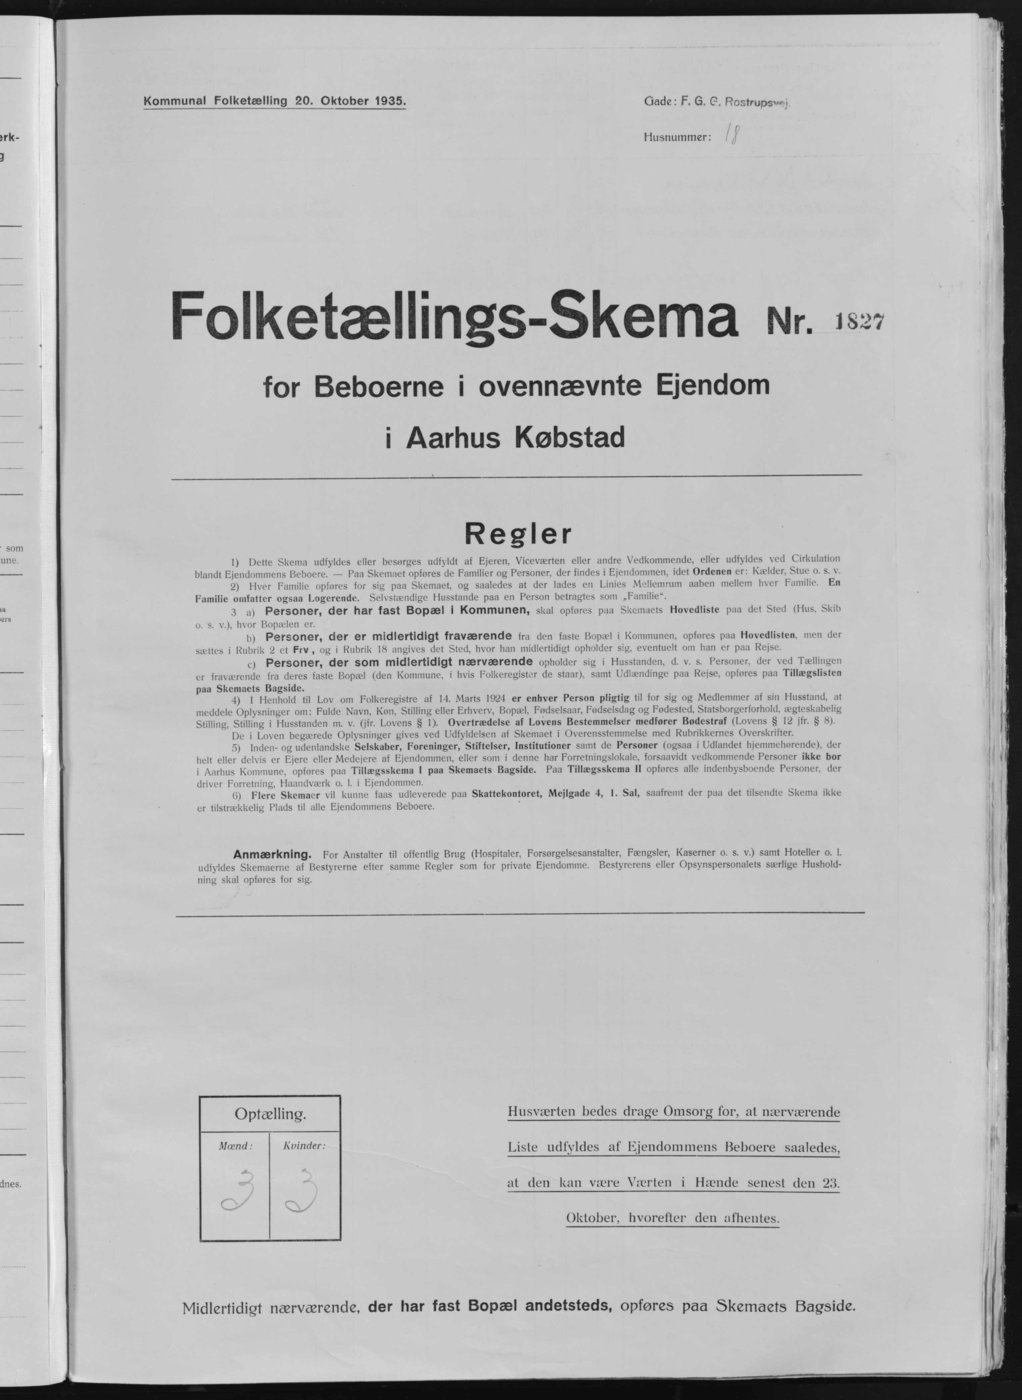 Kommunal Folketælling 20. Oktober 1935.
Gade: F. G. C. Rostrupsvej.
Husnummer: 18
Folketællings-Skema Nr. 1827
for Beboerne i ovennævnte Ejendom
i Aarhus Købstad
Regler
1) Dette Skema udfyldes eller besørges udfyldt af Ejeren, Viceværten eller andre Vedkommende, eller udfyldes ved Cirkulation
blandt Ejendommens Beboere. — Paa Skemaet opføres de Familier og Personer, der findes i Ejendommen, idet Ordenen er: Kælder, Stue o. s. v.
2) Hver Familie opføres for sig paa Skemaet, og saaledes at der lades en Linies Mellemrum aaben mellem hver Familie. En
Familie omfatter ogsaa Logerende. Selvstændige Husstande paa en Person betragtes som „Familie“.
3 a) Personer, der har fast Bopæl i Kommunen, skal opføres paa Skemaets Hovedliste paa det Sted (Hus, Skib
o. s. v.), hvor Bopælen er.
b) Personer, der er midlertidigt fraværende fra den faste Bopæl i Kommunen, opføres paa Hovedlisten, men der
sættes i Rubrik 2 et Frv., og i Rubrik 18 angives det Sted, hvor han midlertidigt opholder sig, eventuelt om han er paa Rejse.
c) Personer, der som midlertidigt nærværende opholder sig i Husstanden, d. v. s. Personer, der ved Tællingen
er fraværende fra deres faste Bopæl (den Kommune, i hvis Folkeregister de staar), samt Udlændinge paa Rejse, opføres paa Tillægslisten
paa Skemaets Bagside.
4) I Henhold til Lov om Folkeregistre af 14. Marts 1924 er enhver Person pligtig til for sig og Medlemmer af sin Husstand, at
meddele Oplysninger om: Fulde Navn, Køn, Stilling eller Erhverv, Bopæl, Fødselsaar, Fødselsdag og Fødested, Statsborgerforhold, ægteskabelig
Stilling, Stilling i Husstanden m. v. (jfr. Lovens § 1). Overtrædelse af Lovens Bestemmelser medfører Bødestraf (Lovens § 12 jfr. § 8).
De i Loven begærede Oplysninger gives ved Udfyldelsen af Skemaet i Overensstemmelse med Rubrikkernes Overskrifter.
5) Inden- og udenlandske Selskaber, Foreninger, Stiftelser, Institutioner samt de Personer (ogsaa i Udlandet hjemmehørende), der
helt eller delvis er Ejere eller Medejere af Ejendommen, eller som i denne har Forretningslokale, forsaavidt vedkommende Personer ikke bor
i Aarhus Kommune, opføres paa Tillægsskema I paa Skemaets Bagside. Paa Tillægsskema II opføres alle indenbysboende Personer, der
driver Forretning, Haandværk o. l. i Ejendommen.
6) Flere Skemaer vil kunne faas udleverede paa Skattekontoret, Mejlgade 4, 1. Sal, saafremt der paa det tilsendte Skema ikke
er tilstrækkelig Plads til alle Ejendommens Beboere.
Anmærkning. For Anstalter til offentlig Brug (Hospitaler, Forsørgelsesanstalter, Fængsler, Kaserner o. s. v.) samt Hoteller o. l.
udfyldes Skemaerne af Bestyrerne efter samme Regler som for private Ejendomme. Bestyrerens eller Opsynspersonalets særlige Hushold-
ning skal opføres for sig.
Optælling.
Mænd: Kvinder:
3 3
Husværten bedes drage Omsorg for, at nærværende
Liste udfyldes af Ejendommens Beboere saaledes,
at den kan være Værten i Hænde senest den 23.
Oktober, hvorefter den afhentes.
Midlertidigt nærværende, der har fast Bopæl andetsteds, opføres paa Skemaets Bagside.